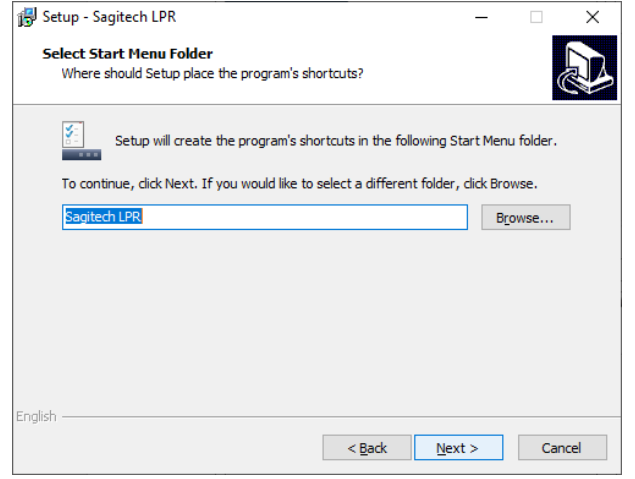 Setup - Sagitech LPR
Select Start Menu Folder
Where should Setup place the program's shortcuts?
Setup will create the program's shortcuts in the following Start Menu folder.
To continue, click Next. If you would like to select a different folder, click Browse.
Sagitech LPR
Browse...
English
< Back
Next >
Cancel